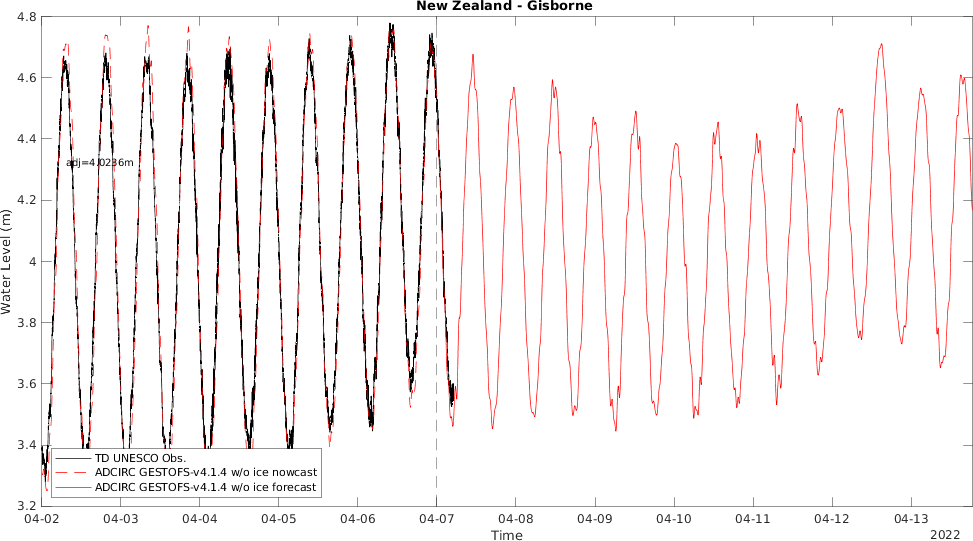 New Zealand - Gisborne
Water Level (m)
4.8
4.6
4.4
4.2
4
3.8
3.6
3.4
3.2
adj=4.0236m
TD UNESCO Obs.
ADCIRC GESTOFS-v4.1.4 w/o ice nowcast
ADCIRC GESTOFS-v4.1.4 w/o ice forecast
04-02 04-03 04-04 04-05 04-06 04-07 04-08 04-09 04-10 04-11 04-12 04-13
Time
2022